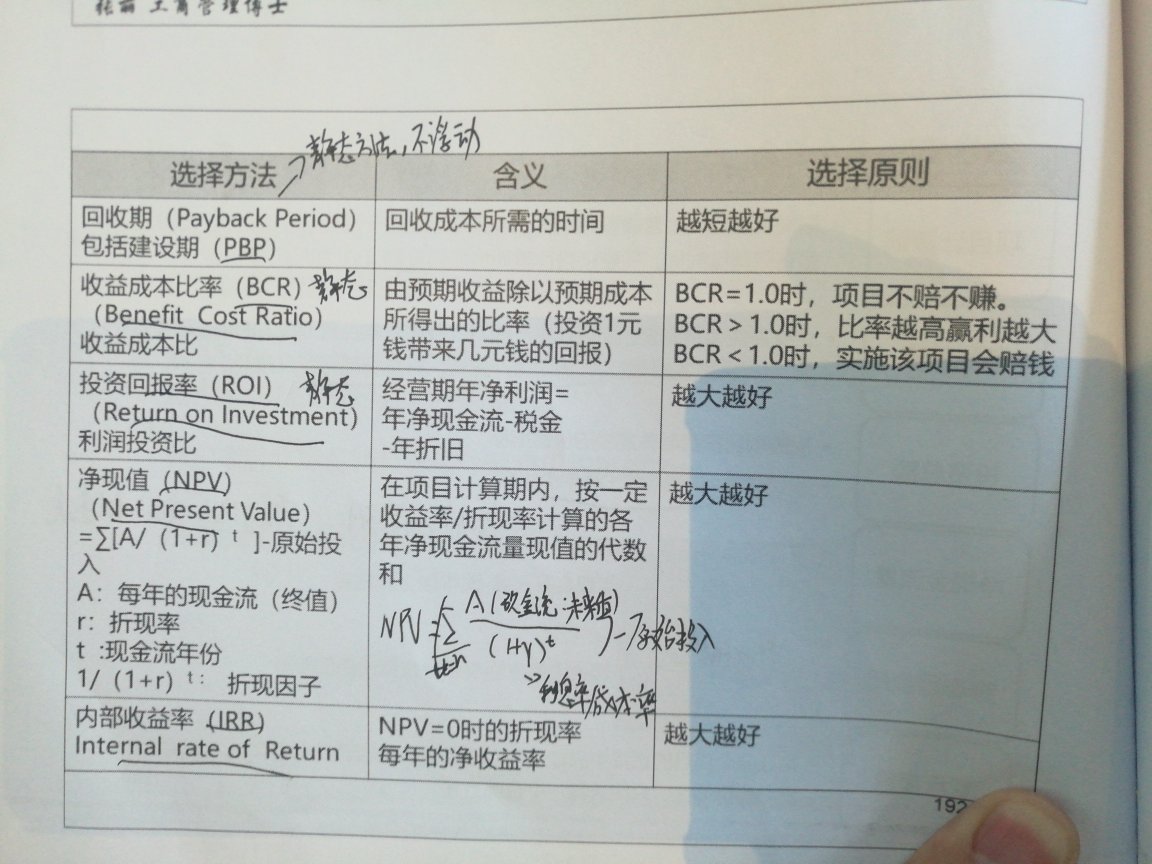 张丽 工商管理博士
静态方法,不浮动
选择方法
含义
选择原则
回收期(Payback Period)
包括建设期(PBP)
回收成本所需的时间
越短越好
收益成本比率(BCR) 静态
(Benefit Cost Ratio)
收益成本比
由预期收益除以预期成本
所得出的比率(投资1元
钱带来几元钱的回报)
BCR=1.0时,项目不赔不赚。
BCR>1.0时,比率越高赢利越大
BCR<1.0时,实施该项目会赔钱
投资回报率(ROI) 静态
(Return on Investment)
利润投资比
经营期年净利润=
年净现金流-税金
-年折旧
越大越好
净现值(NPV)
(Net Present Value)
=∑[A/(1+r)t ]-原始投
入
A:每年的现金流(终值)
r:折现率
t :现金流年份
1/(1+r)t: 折现因子
在项目计算期内,按一定
收益率/折现率计算的各
年净现金流量现值的代数
和
NPV=∑ A(现金流:未来值)
(1+r)^t
-原始投入
利息率/成本率
越大越好
内部收益率(IRR)
Internal rate of Return
NPV=0时的折现率
每年的净收益率
越大越好
192